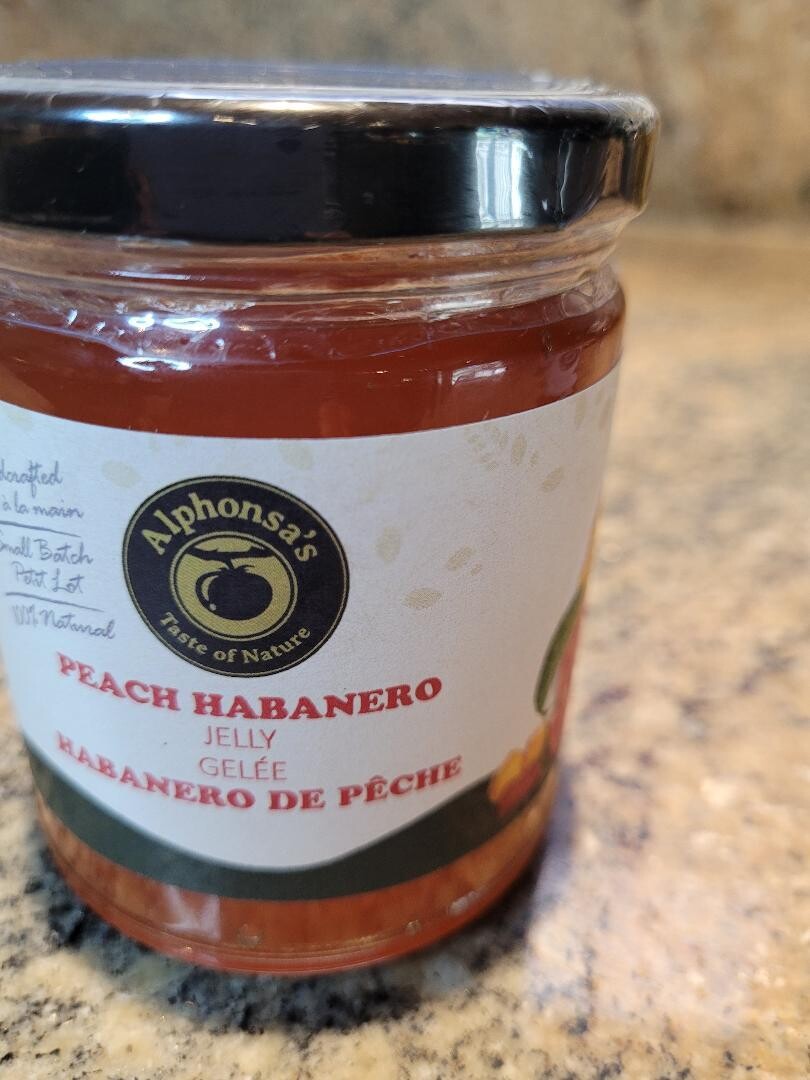 à la main
Small Batch
Petit Lot
100% Natural
Alphonsa's
Taste of Nature
PEACH HABANERO
JELLY
GELÉE
HABANERO DE PÊCHE